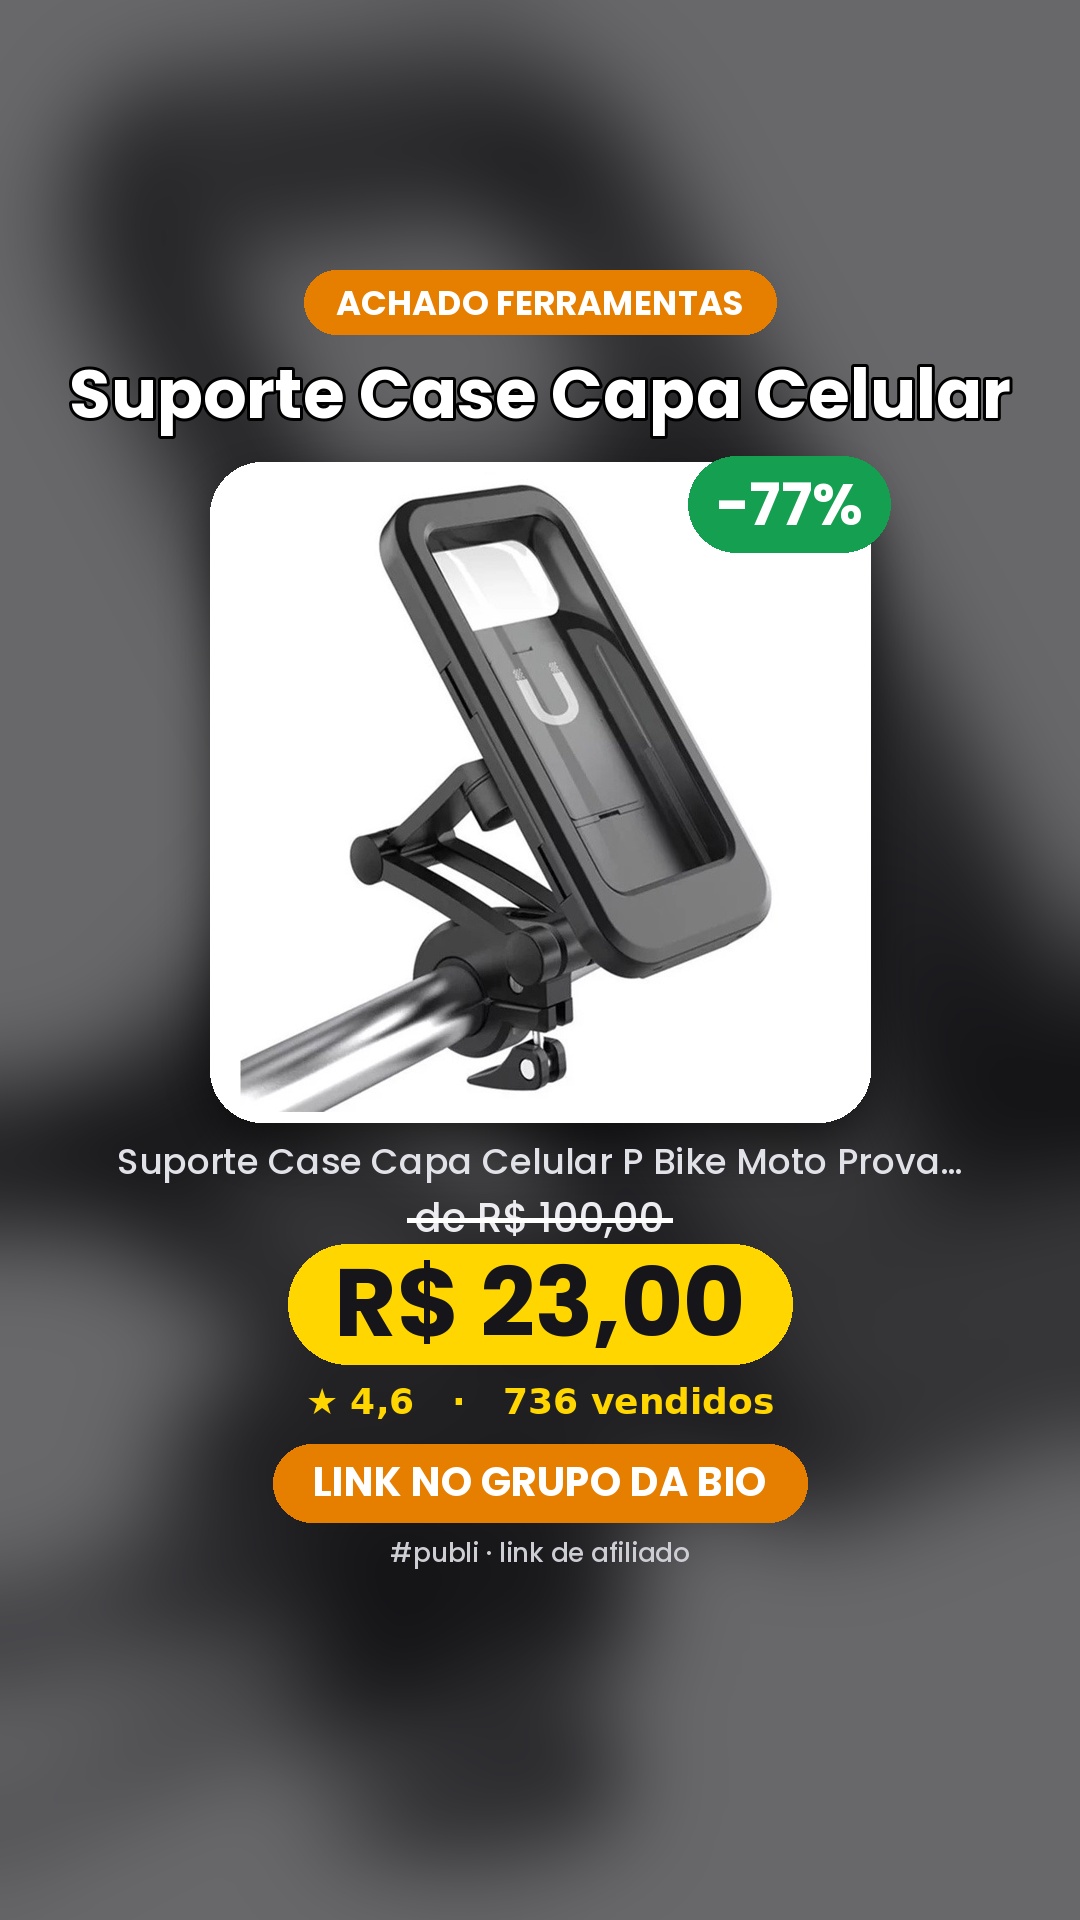 ACHADO FERRAMENTAS
Suporte Case Capa Celular
-77%
Suporte Case Capa Celular P Bike Moto Prova...
de R$ 100,00
R$ 23,00
★ 4,6 · 736 vendidos
LINK NO GRUPO DA BIO
#publi · link de afiliado